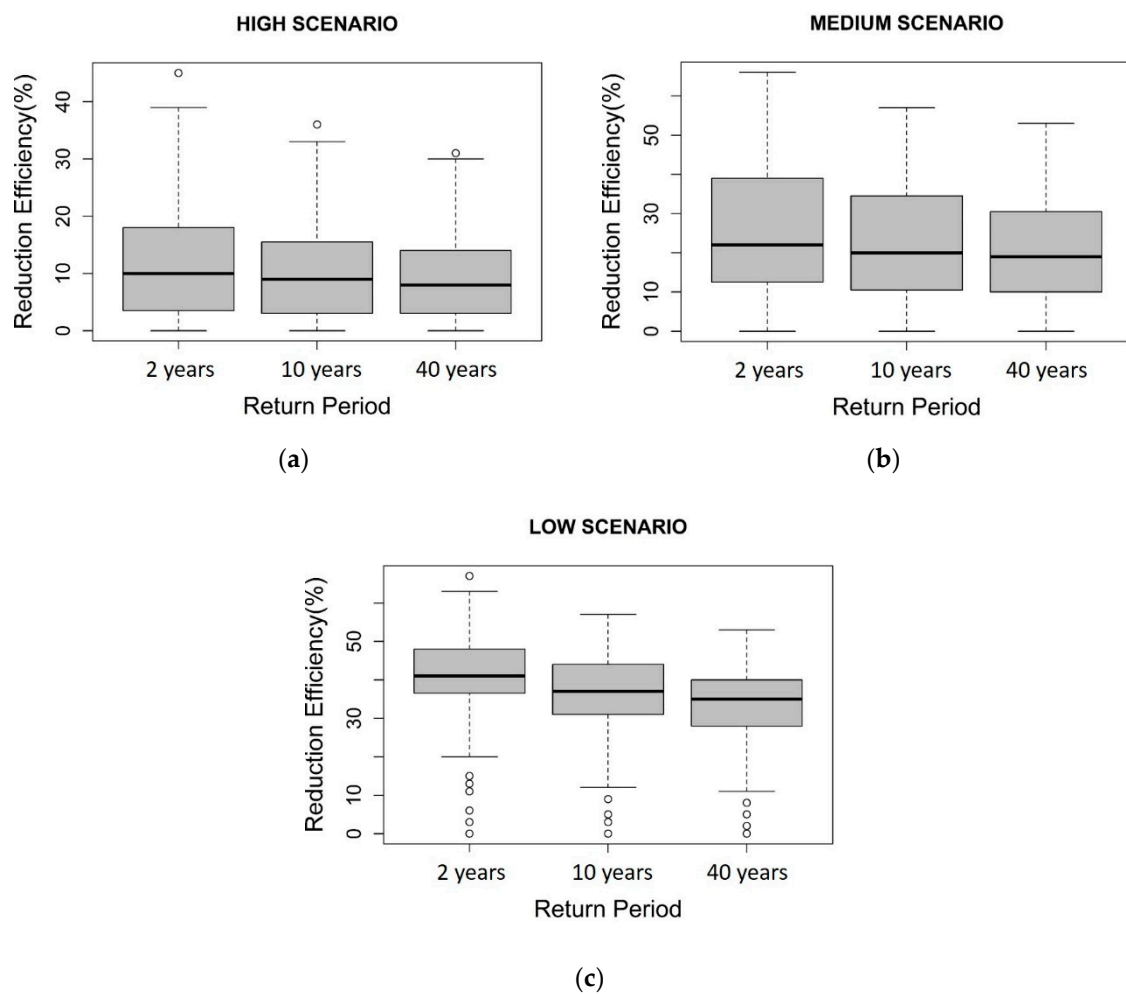 HIGH SCENARIO
Reduction Efficiency(%)
40
30
20
10
0
2 years 10 years 40 years
Return Period
(a)
MEDIUM SCENARIO
Reduction Efficiency(%)
50
30
10
0
2 years 10 years 40 years
Return Period
(b)
LOW SCENARIO
Reduction Efficiency(%)
50
30
10
0
2 years 10 years 40 years
Return Period
(c)